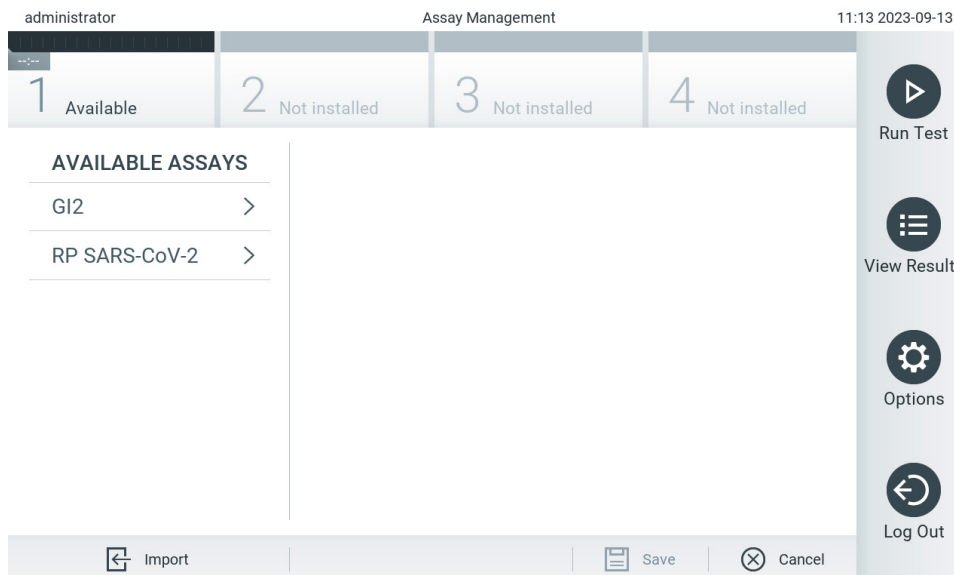 administrator Assay Management 11:13 2023-09-13
--:--
1 Available 2 Not installed 3 Not installed 4 Not installed
Run Test
AVAILABLE ASSAYS
GI2
RP SARS-CoV-2
View Result
Options
Log Out
Import Save Cancel